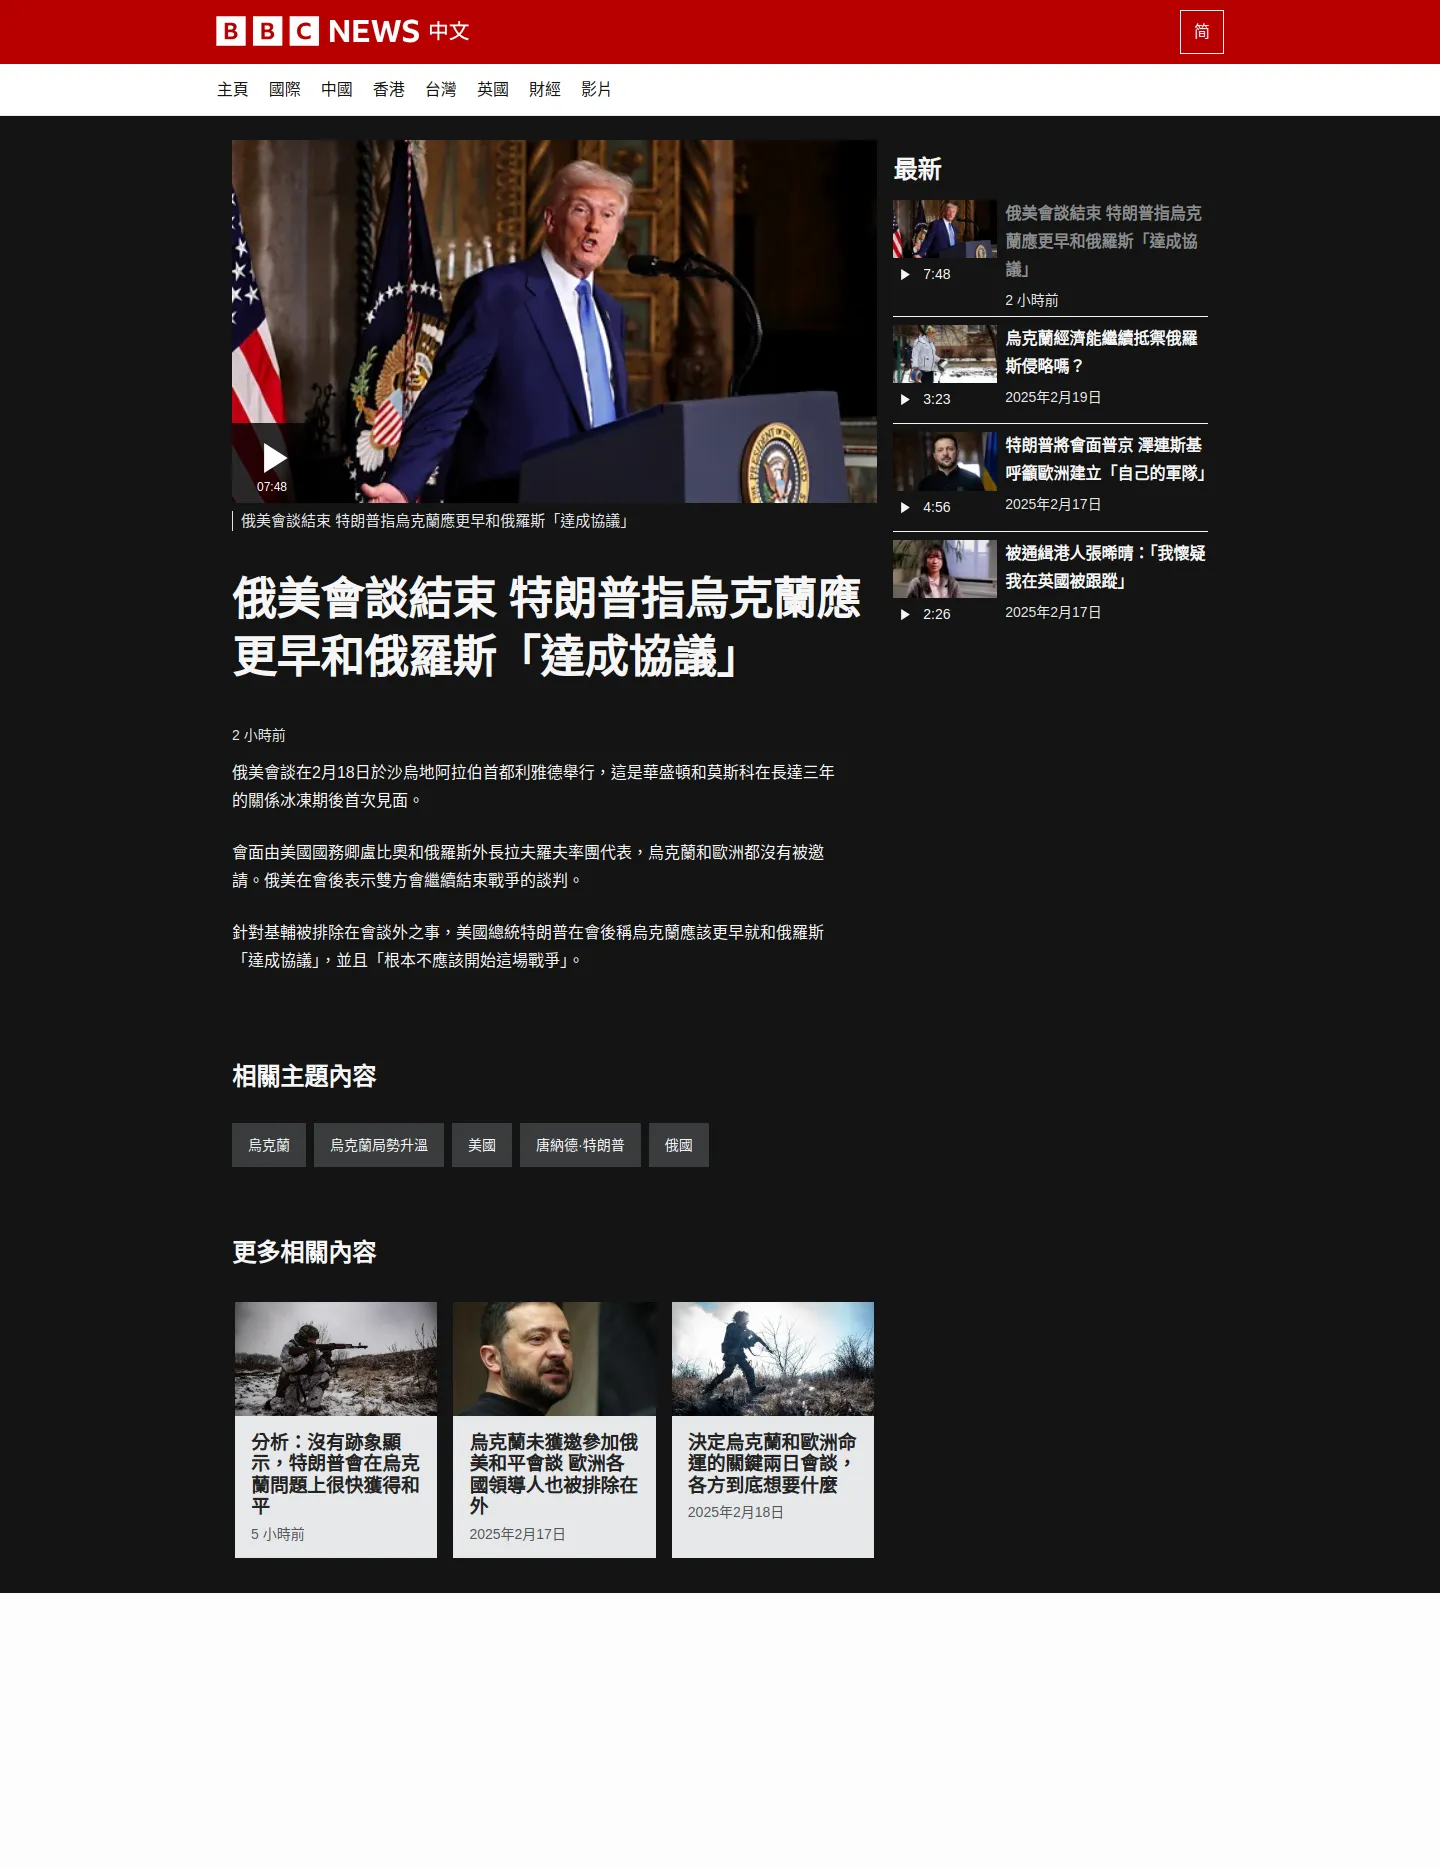 BBC NEWS 中文
简
主頁 國際 中國 香港 台灣 英國 財經 影片
07:48
俄美會談結束 特朗普指烏克蘭應更早和俄羅斯「達成協議」
俄美會談結束 特朗普指烏克蘭應
更早和俄羅斯「達成協議」
2 小時前
俄美會談在2月18日於沙烏地阿拉伯首都利雅德舉行，這是華盛頓和莫斯科在長達三年
的關係冰凍期後首次見面。
會面由美國國務卿盧比奧和俄羅斯外長拉夫羅夫率團代表，烏克蘭和歐洲都沒有被邀
請。俄美在會後表示雙方會繼續結束戰爭的談判。
針對基輔被排除在會談外之事，美國總統特朗普在會後稱烏克蘭應該更早就和俄羅斯
「達成協議」，並且「根本不應該開始這場戰爭」。
最新
俄美會談結束 特朗普指烏克
蘭應更早和俄羅斯「達成協
議」
7:48
2 小時前
烏克蘭經濟能繼續抵禦俄羅
斯侵略嗎？
3:23
2025年2月19日
特朗普將會面普京 澤連斯基
呼籲歐洲建立「自己的軍隊」
4:56
2025年2月17日
被通緝港人張晞晴：「我懷疑
我在英國被跟蹤」
2:26
2025年2月17日
相關主題內容
烏克蘭 烏克蘭局勢升溫 美國 唐納德·特朗普 俄國
更多相關內容
分析：沒有跡象顯
示，特朗普會在烏克
蘭問題上很快獲得和
平
5 小時前
烏克蘭未獲邀參加俄
美和平會談 歐洲各
國領導人也被排除在
外
2025年2月17日
決定烏克蘭和歐洲命
運的關鍵兩日會談，
各方到底想要什麼
2025年2月18日